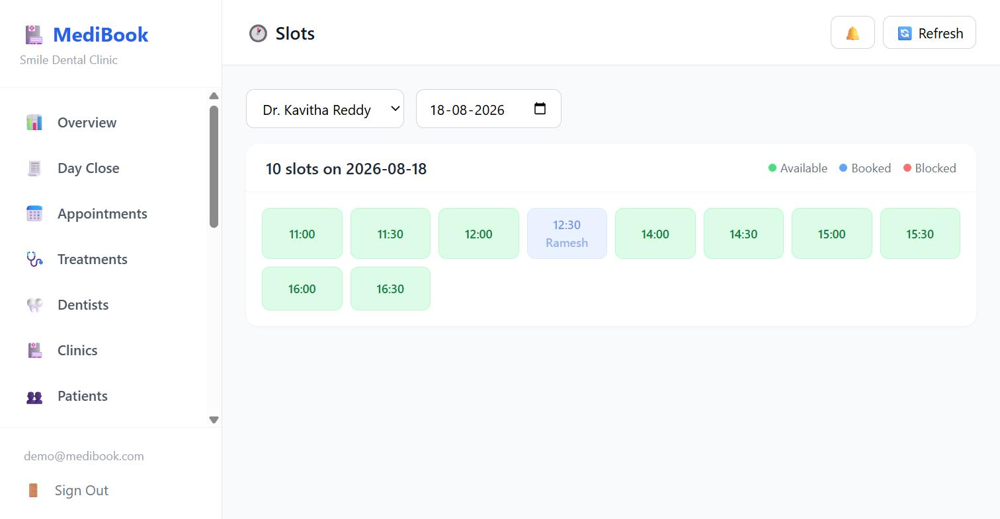 MediBook
Smile Dental Clinic
Overview
Day Close
Appointments
Treatments
Dentists
Clinics
Patients
demo@medibook.com
Sign Out
Slots
Refresh
Dr. Kavitha Reddy
18-08-2026
10 slots on 2026-08-18
Available Booked Blocked
11:00 11:30 12:00 12:30 Ramesh 14:00 14:30 15:00 15:30
16:00 16:30